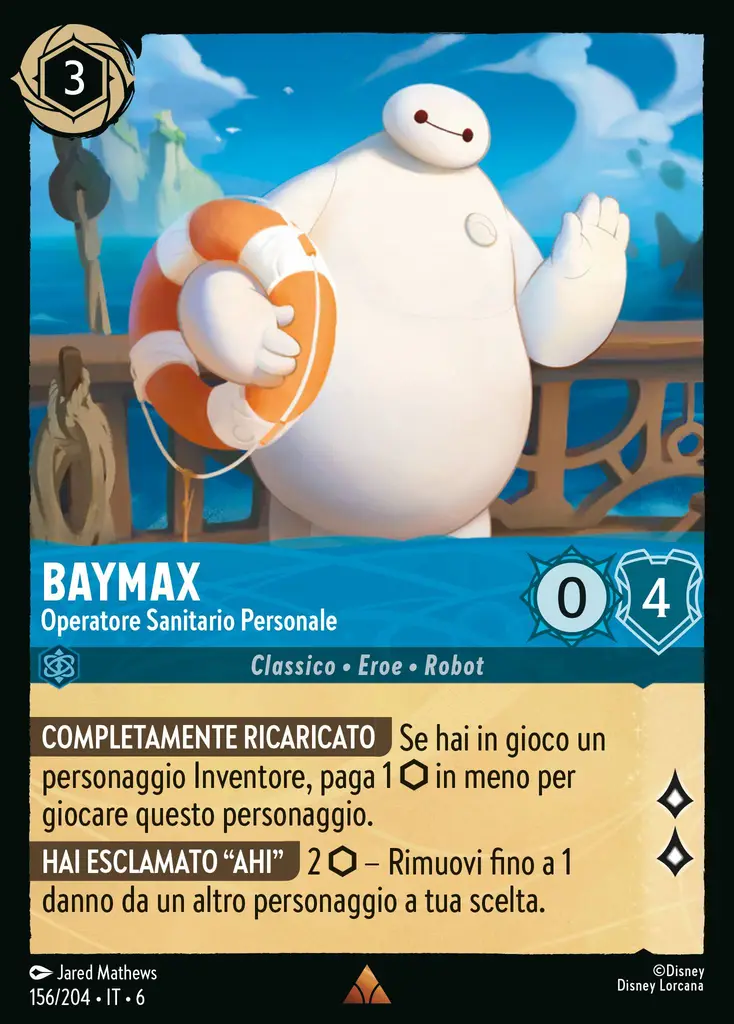 3
BAYMAX
Operatore Sanitario Personale
0
4
Classico • Eroe • Robot
COMPLETAMENTE RICARICATO Se hai in gioco un
personaggio Inventore, paga 1 ⬡ in meno per
giocare questo personaggio.
HAI ESCLAMATO “AHI” 2 ⬡ – Rimuovi fino a 1
danno da un altro personaggio a tua scelta.
Jared Mathews
156/204 • IT • 6
©Disney
Disney Lorcana